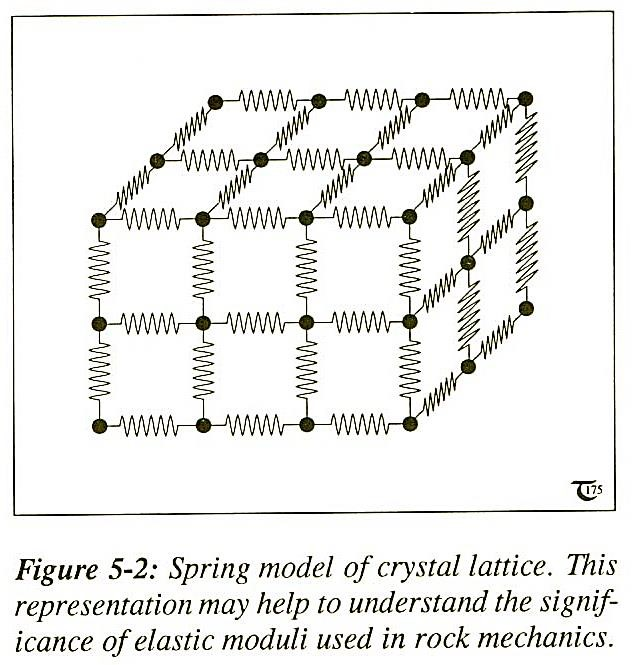 175
Figure 5-2: Spring model of crystal lattice. This
representation may help to understand the signif-
icance of elastic moduli used in rock mechanics.